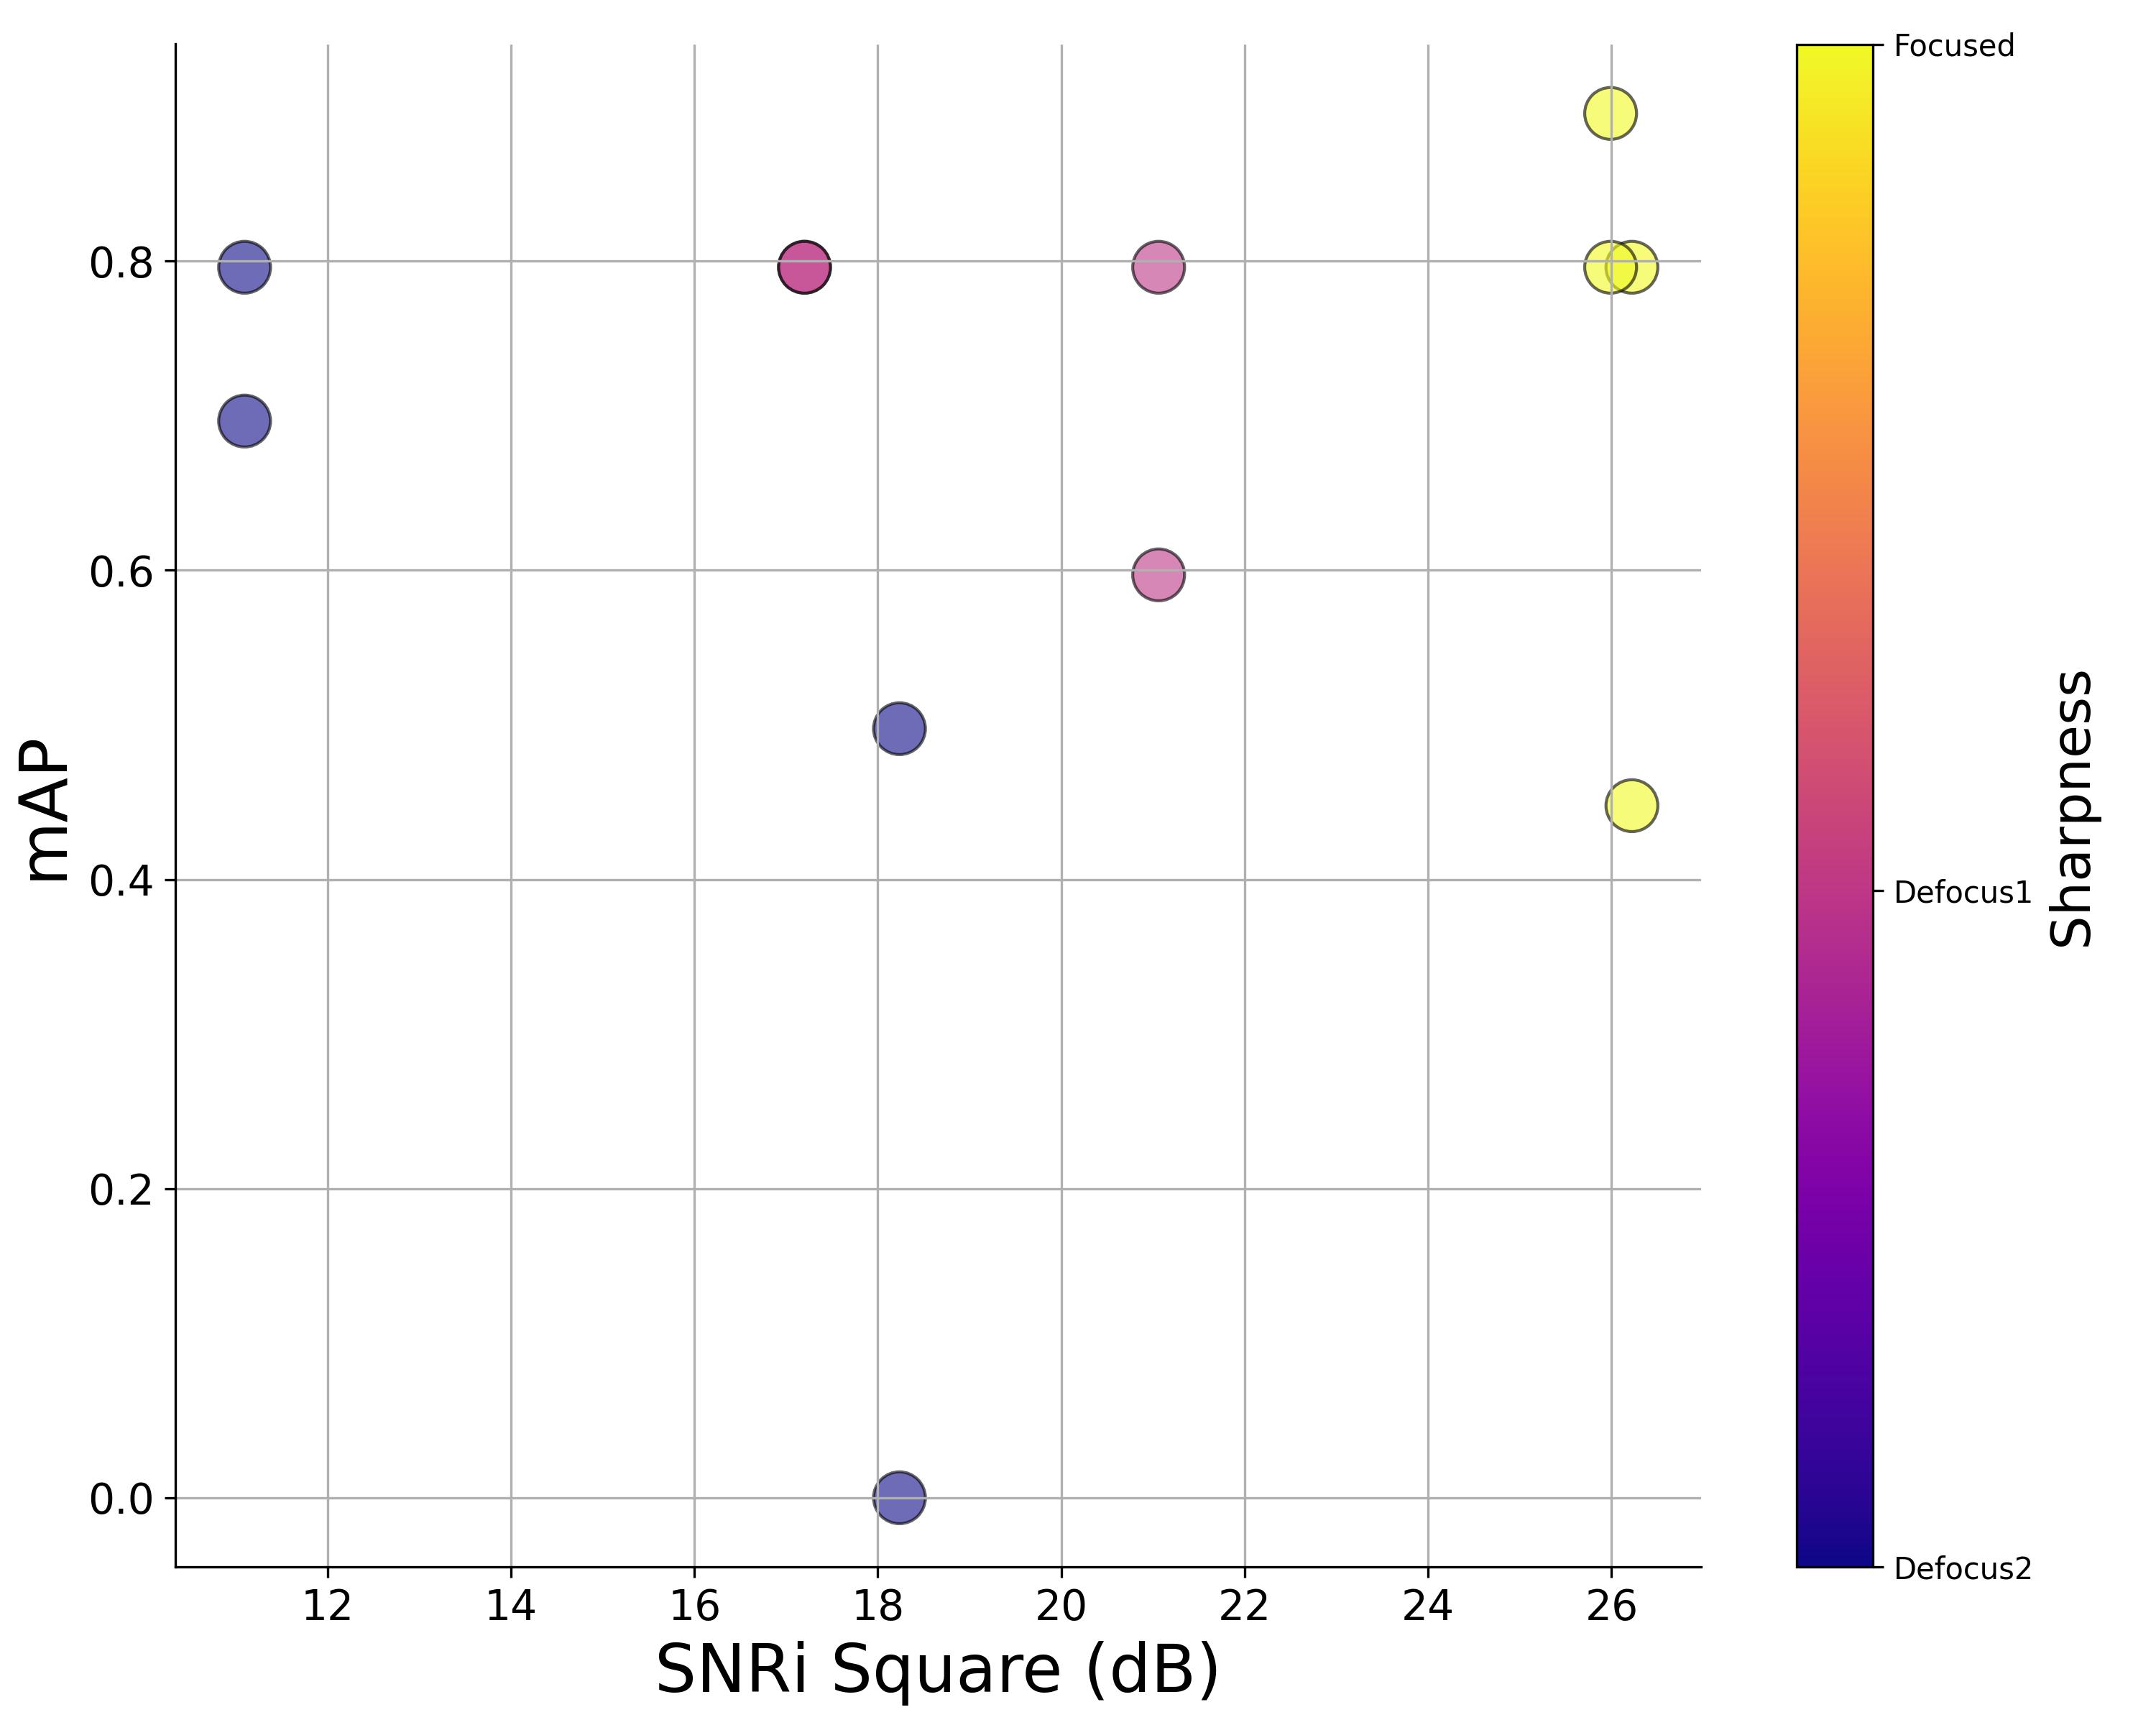 mAP
0.8
0.6
0.4
0.2
0.0
12 14 16 18 20 22 24 26
SNRi Square (dB)
Focused
Defocus1
Defocus2
Sharpness